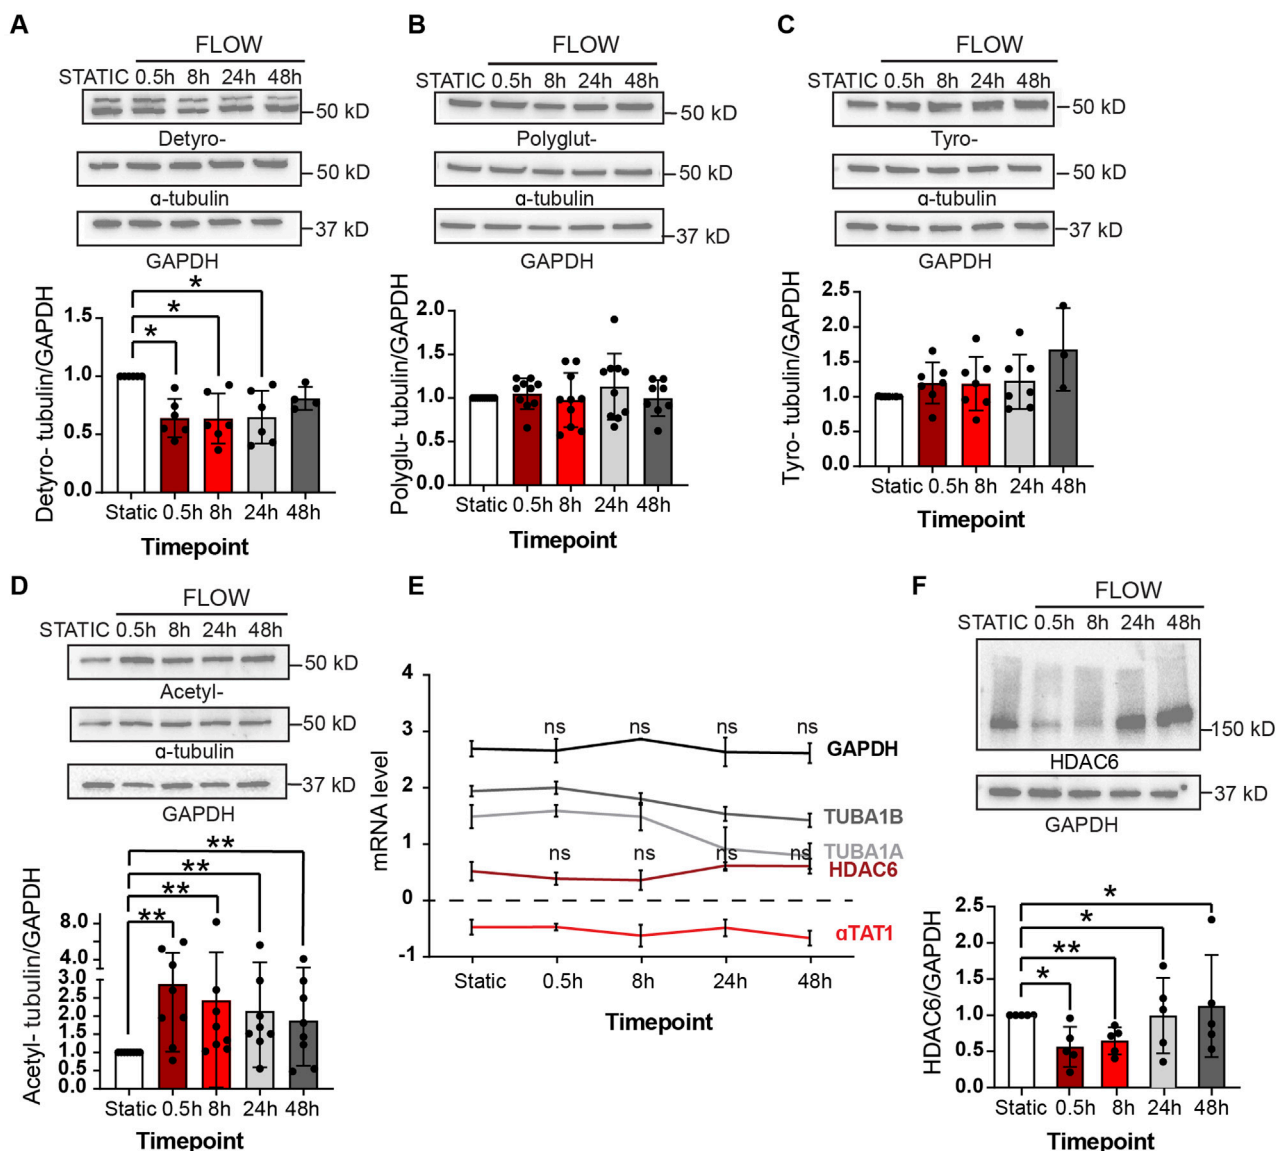 A
FLOW
STATIC 0.5h 8h 24h 48h
50 kD
Detyro-
50 kD
α-tubulin
37 kD
GAPDH
Detyro- tubulin/GAPDH
1.5
1.0
0.5
0.0
*
*
*
Static 0.5h 8h 24h 48h
Timepoint
B
FLOW
STATIC 0.5h 8h 24h 48h
50 kD
Polyglut-
50 kD
α-tubulin
37 kD
GAPDH
Polyglu- tubulin/GAPDH
2.0
1.5
1.0
0.5
0.0
Static 0.5h 8h 24h 48h
Timepoint
C
FLOW
STATIC 0.5h 8h 24h 48h
50 kD
Tyro-
50 kD
α-tubulin
37 kD
GAPDH
Tyro- tubulin/GAPDH
2.5
2.0
1.5
1.0
0.5
0.0
Static 0.5h 8h 24h 48h
Timepoint
D
FLOW
STATIC 0.5h 8h 24h 48h
50 kD
Acetyl-
50 kD
α-tubulin
37 kD
GAPDH
Acetyl- tubulin/GAPDH
8.0
4.0
3.0
2.5
2.0
1.5
1.0
0.5
0.0
**
**
**
**
Static 0.5h 8h 24h 48h
Timepoint
E
mRNA level
4
3
2
1
0
-1
ns ns ns ns
GAPDH
TUBA1B
TUBA1A
ns ns ns ns
HDAC6
αTAT1
Static 0.5h 8h 24h 48h
Timepoint
F
FLOW
STATIC 0.5h 8h 24h 48h
150 kD
HDAC6
37 kD
GAPDH
HDAC6/GAPDH
2.5
2.0
1.5
1.0
0.5
0.0
*
*
**
*
Static 0.5h 8h 24h 48h
Timepoint